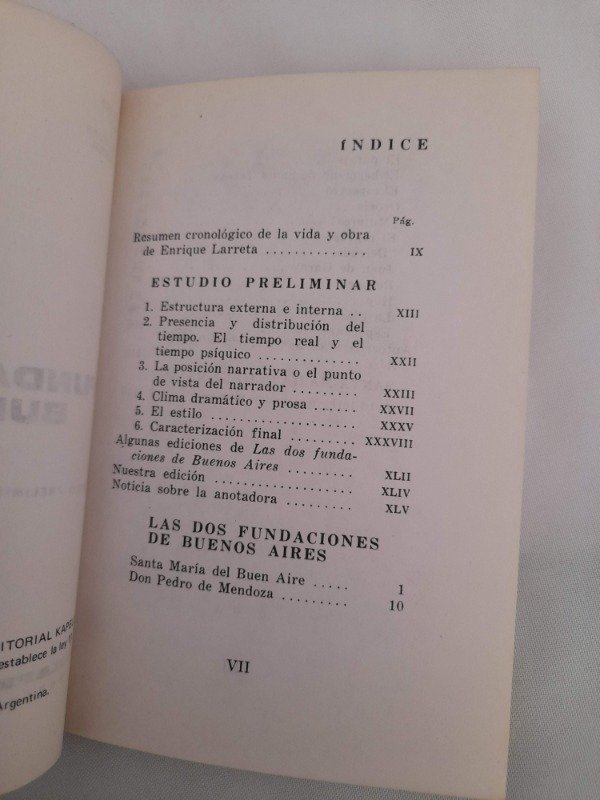 ÍNDICE
Pág.
Resumen cronológico de la vida y obra
de Enrique Larreta .............. IX
ESTUDIO PRELIMINAR
1. Estructura externa e interna .. XIII
2. Presencia y distribución del
tiempo. El tiempo real y el
tiempo psíquico ............. XXII
3. La posición narrativa o el punto
de vista del narrador ......... XXIII
4. Clima dramático y prosa ...... XXVII
5. El estilo .................. XXXV
6. Caracterización final ......... XXXVIII
Algunas ediciones de Las dos funda-
ciones de Buenos Aires ......... XLII
Nuestra edición ................... XLIV
Noticia sobre la anotadora ......... XLV
LAS DOS FUNDACIONES
DE BUENOS AIRES
Santa María del Buen Aire ..... 1
Don Pedro de Mendoza ......... 10
VII
ITORIAL KAPEL
establece la ley
Argentina.